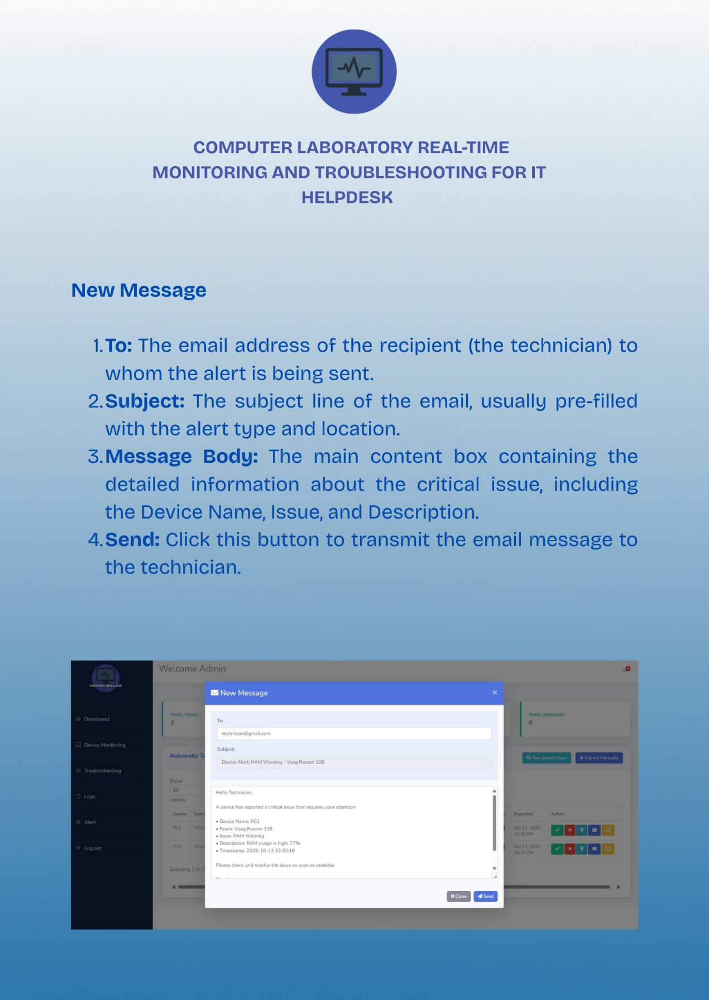 COMPUTER LABORATORY REAL-TIME
MONITORING AND TROUBLESHOOTING FOR IT
HELPDESK
New Message
1. To: The email address of the recipient (the technician) to
whom the alert is being sent.
2. Subject: The subject line of the email, usually pre-filled
with the alert type and location.
3. Message Body: The main content box containing the
detailed information about the critical issue, including
the Device Name, Issue, and Description.
4. Send: Click this button to transmit the email message to
the technician.
MONICOMLAB
Dashboard
Device Monitoring
Troubleshooting
Logs
Alert
Log out
Welcome Admin
TOTAL TICKET
2
TOTAL RESOLVED
0
Automatic
Run System Scan
Submit Manually
Show
10
entries
Device
Reported
Action
PC1
Oct 12, 2025
10:20 PM
PC1
Oct 12, 2025
10:18 PM
Showing 1 to 2
New Message
To:
technician@gmail.com
Subject:
Device Alert: RAM Warning - Voag Rooom 108
Hello Technician,
A device has reported a critical issue that requires your attention:
• Device Name: PC1
• Room: Voag Rooom 108
• Issue: RAM Warning
• Description: RAM usage is high: 77%
• Timestamp: 2025-10-12 22:20:18
Please check and resolve the issue as soon as possible.
Close
Send